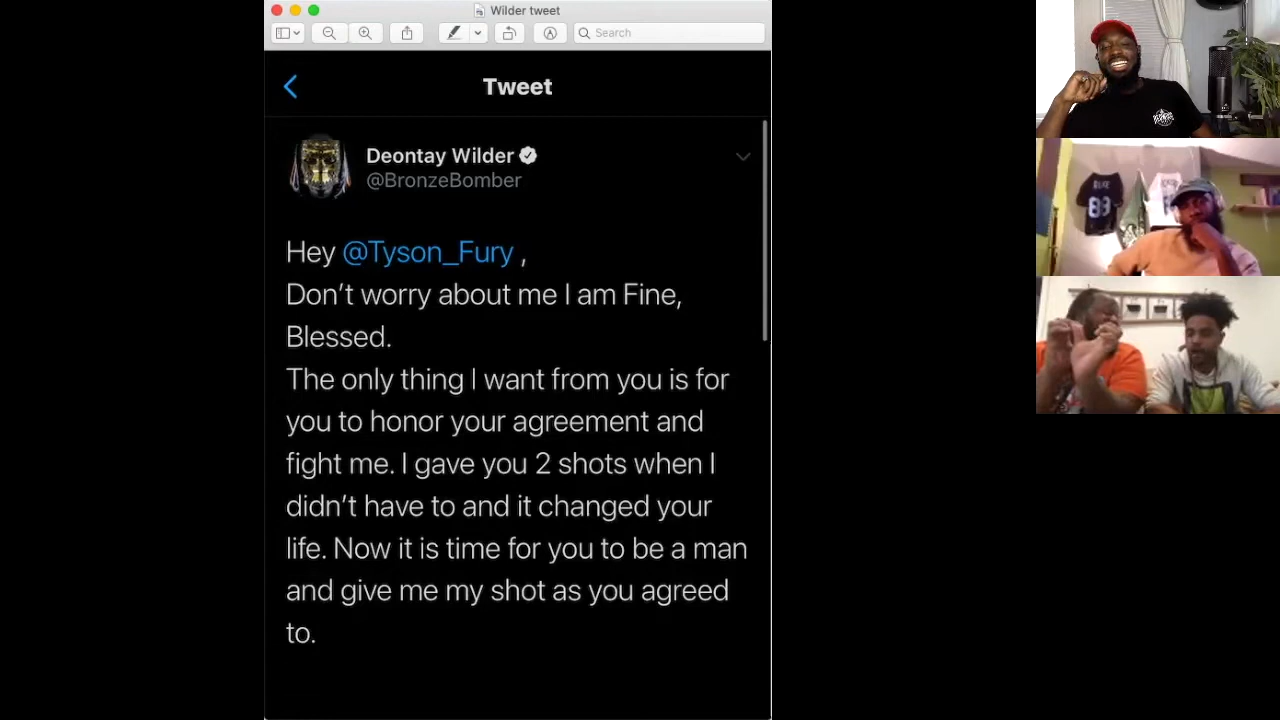 Wilder tweet
Search
Tweet
Deontay Wilder
@BronzeBomber
Hey @Tyson_Fury ,
Don’t worry about me I am Fine,
Blessed.
The only thing I want from you is for
you to honor your agreement and
fight me. I gave you 2 shots when I
didn’t have to and it changed your
life. Now it is time for you to be a man
and give me my shot as you agreed
to.
88